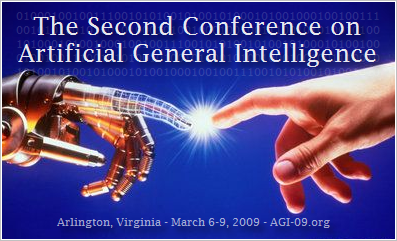 The Second Conference on
Artificial General Intelligence
Arlington, Virginia - March 6-9, 2009 - AGI-09.org